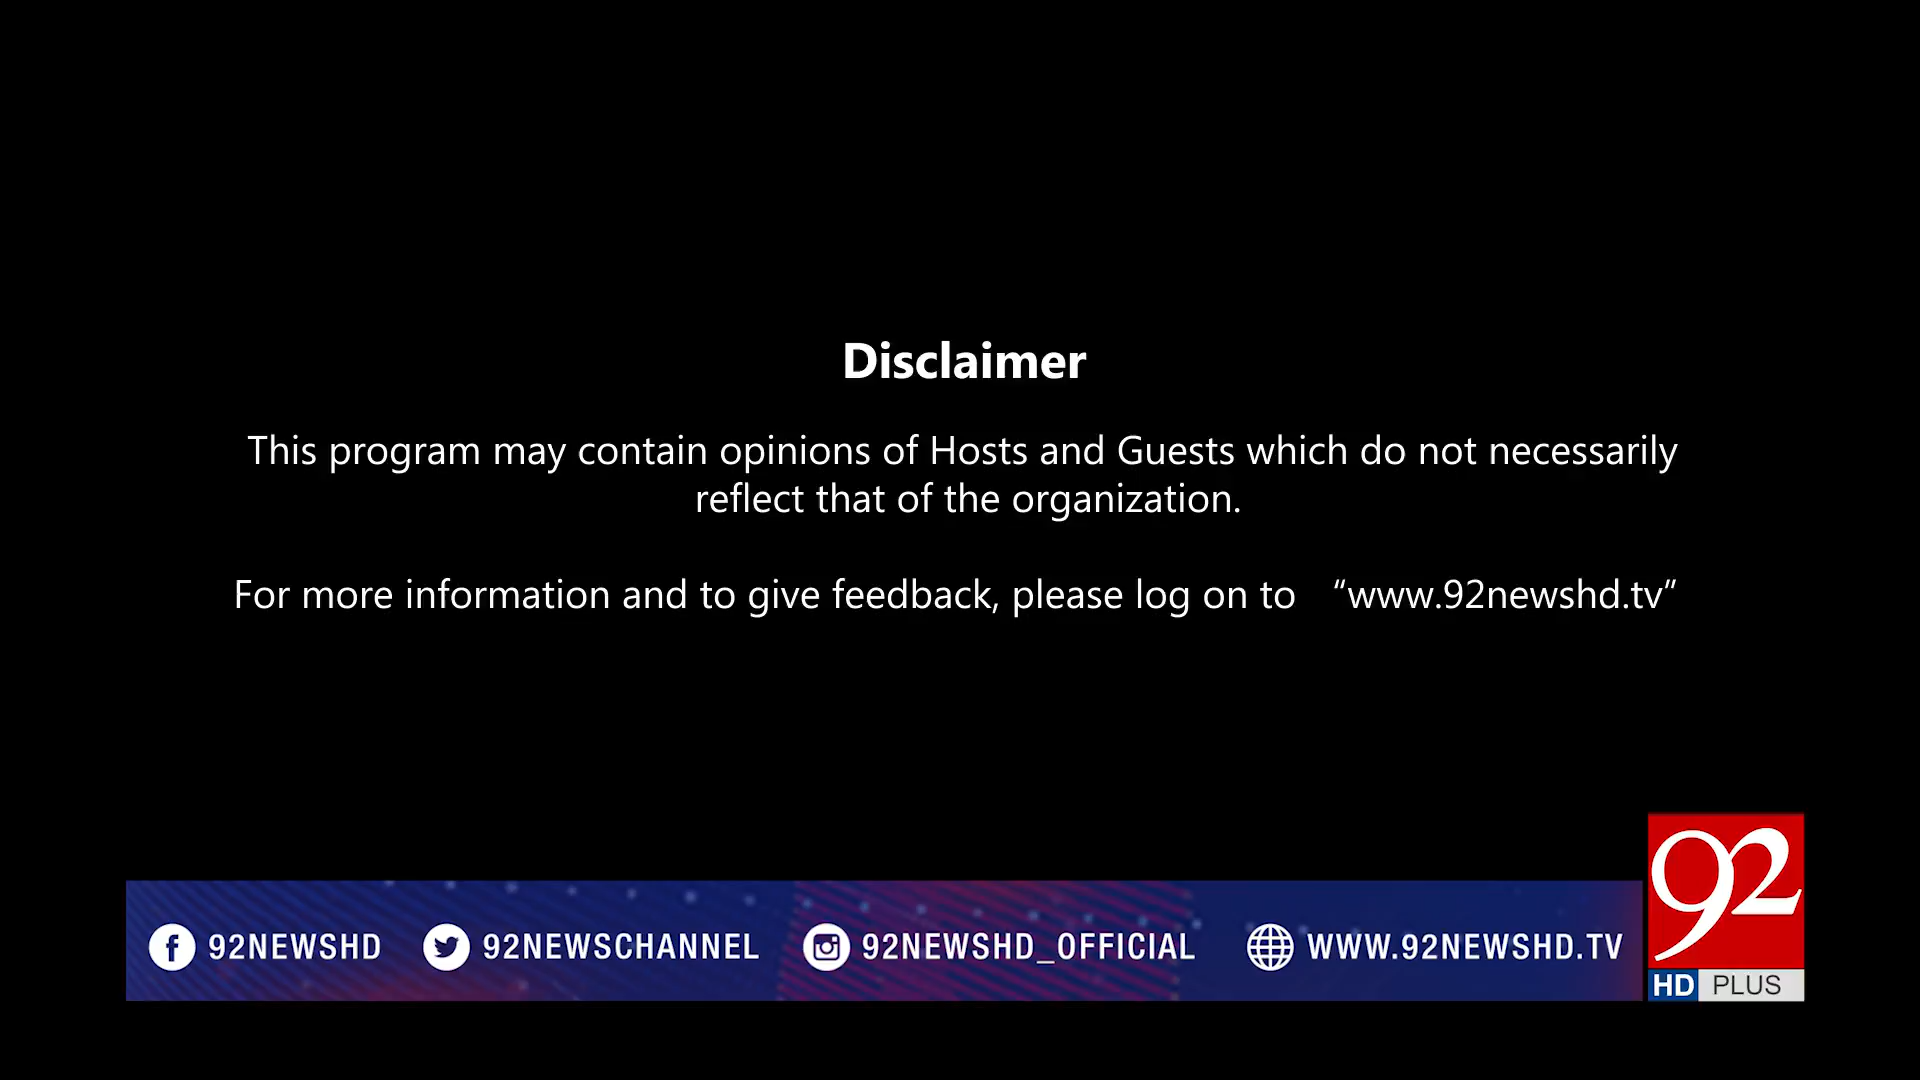 Disclaimer
This program may contain opinions of Hosts and Guests which do not necessarily
reflect that of the organization.
For more information and to give feedback, please log on to “www.92newshd.tv”
92NEWSHD
92NEWSCHANNEL
92NEWSHD_OFFICIAL
WWW.92NEWSHD.TV
92
HD PLUS